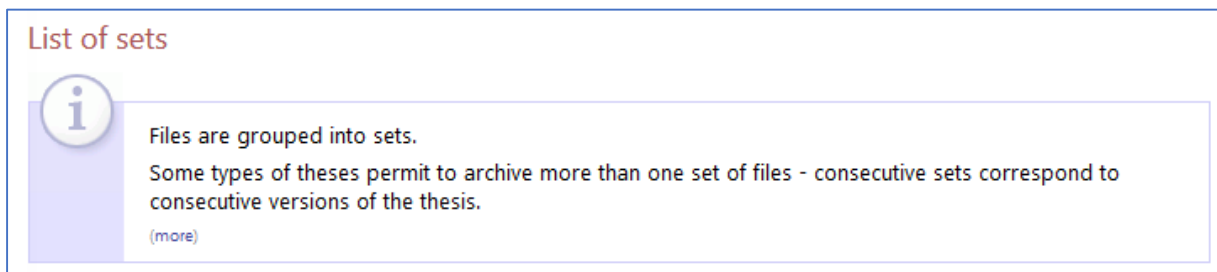 List of sets
i
Files are grouped into sets.
Some types of theses permit to archive more than one set of files - consecutive sets correspond to
consecutive versions of the thesis.
(more)